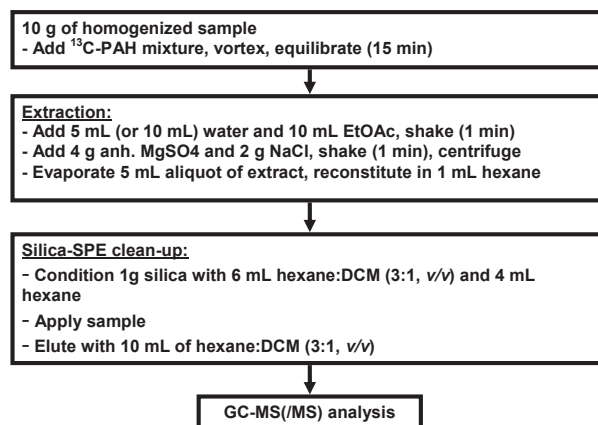 10 g of homogenized sample
- Add ¹³C-PAH mixture, vortex, equilibrate (15 min)
Extraction:
- Add 5 mL (or 10 mL) water and 10 mL EtOAc, shake (1 min)
- Add 4 g anh. MgSO4 and 2 g NaCl, shake (1 min), centrifuge
- Evaporate 5 mL aliquot of extract, reconstitute in 1 mL hexane
Silica-SPE clean-up:
- Condition 1g silica with 6 mL hexane:DCM (3:1, v/v) and 4 mL
hexane
- Apply sample
- Elute with 10 mL of hexane:DCM (3:1, v/v)
GC-MS(/MS) analysis